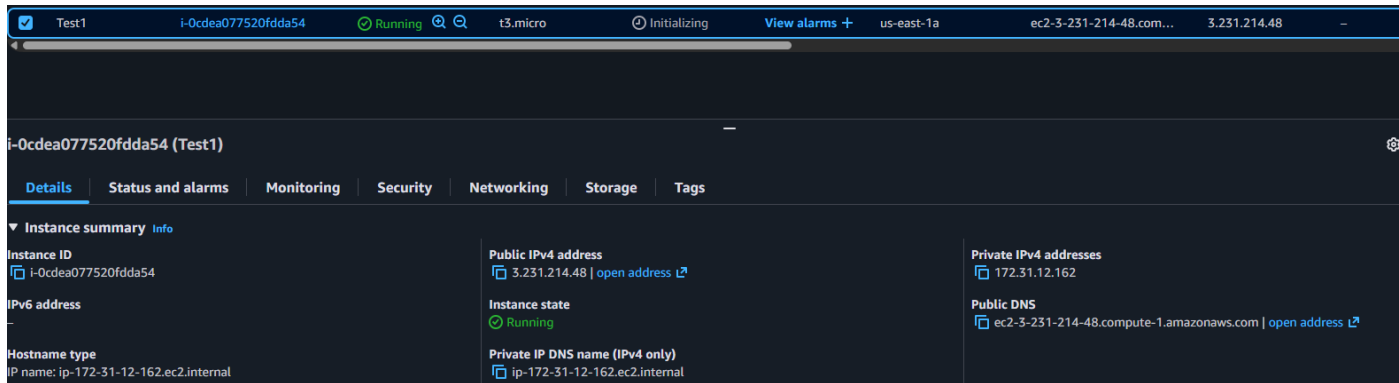 Test1 i-0cdea077520fdda54 Running t3.micro Initializing View alarms + us-east-1a ec2-3-231-214-48.com... 3.231.214.48 –
i-0cdea077520fdda54 (Test1)
Details Status and alarms Monitoring Security Networking Storage Tags
Instance summary Info
Instance ID Public IPv4 address Private IPv4 addresses
i-0cdea077520fdda54 3.231.214.48 | open address 172.31.12.162
IPv6 address Instance state Public DNS
– Running ec2-3-231-214-48.compute-1.amazonaws.com | open address
Hostname type Private IP DNS name (IPv4 only)
IP name: ip-172-31-12-162.ec2.internal ip-172-31-12-162.ec2.internal